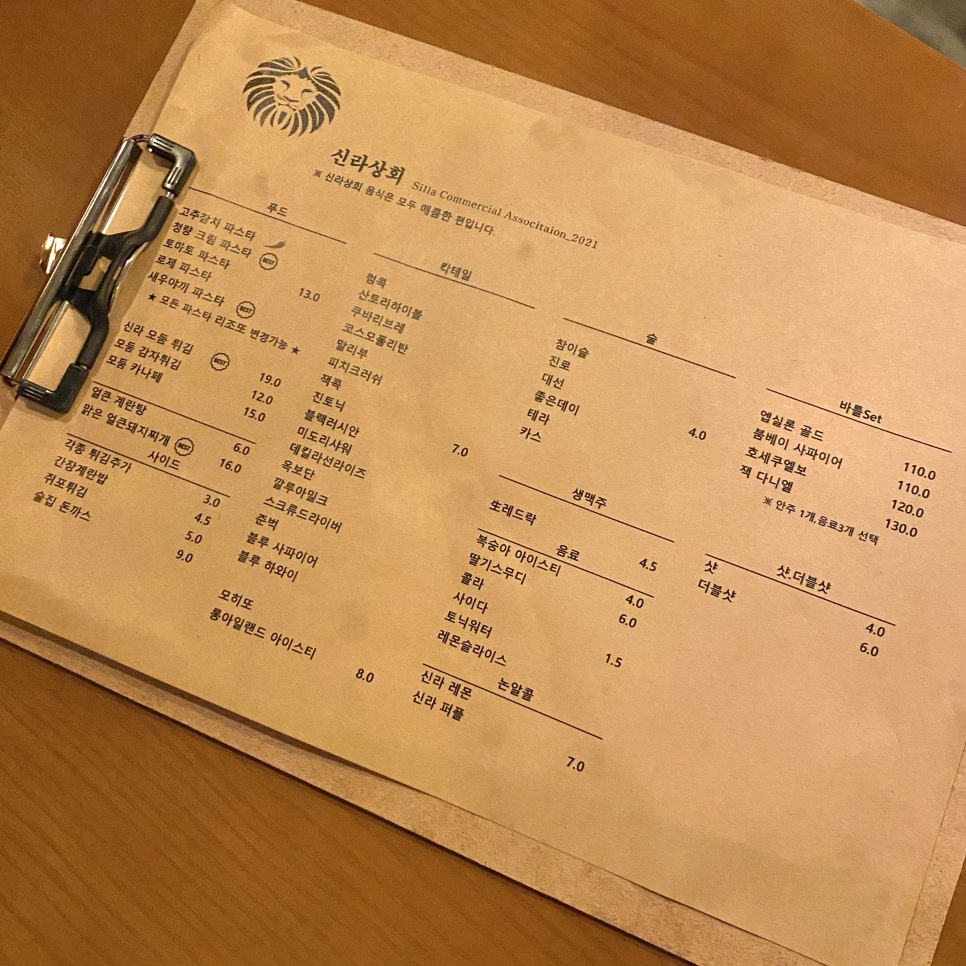 신라상회 Silla Commercial Associtaion_2021
※ 신라상회 음식은 모두 매콤한 편입니다.
푸드
고추참치 파스타
청량 크림 파스타 BEST
토마토 파스타
로제 파스타 13.0
새우야끼 파스타 BEST
★ 모든 파스타 리조또 변경가능 ★
신라 모둠 튀김 BEST 19.0
모둠 감자튀김 12.0
모둠 카나페 15.0
얼큰 계란탕 6.0
맑은 얼큰돼지찌개 BEST 16.0
사이드
각종 튀김추가 3.0
간장계란밥 4.5
쥐포튀김 5.0
술집 돈까스 9.0
칵테일
럼콕
산토리하이볼
쿠바리브레
코스모폴리탄
말리부
피치크러쉬
잭콕
진토닉
블랙러시안 7.0
미도리사워
데킬라선라이즈
옥보단
깔루아밀크
스크류드라이버
준벅
블루 사파이어
블루 하와이
모히또
롱아일랜드 아이스티
8.0
술
참이슬
진로
대선
좋은데이
테라
카스 4.0
생맥주
生레드락 4.5
음료
복숭아 아이스티 4.0
딸기스무디 6.0
콜라
사이다
토닉워터
레몬슬라이스 1.5
논알콜
신라 레몬
신라 퍼플 7.0
바틀Set
앱실론 골드 110.0
봄베이 사파이어 110.0
호세쿠엘보 120.0
잭 다니엘 130.0
※ 안주 1개,음료3개 선택
샷.더블샷
샷 4.0
더블샷 6.0